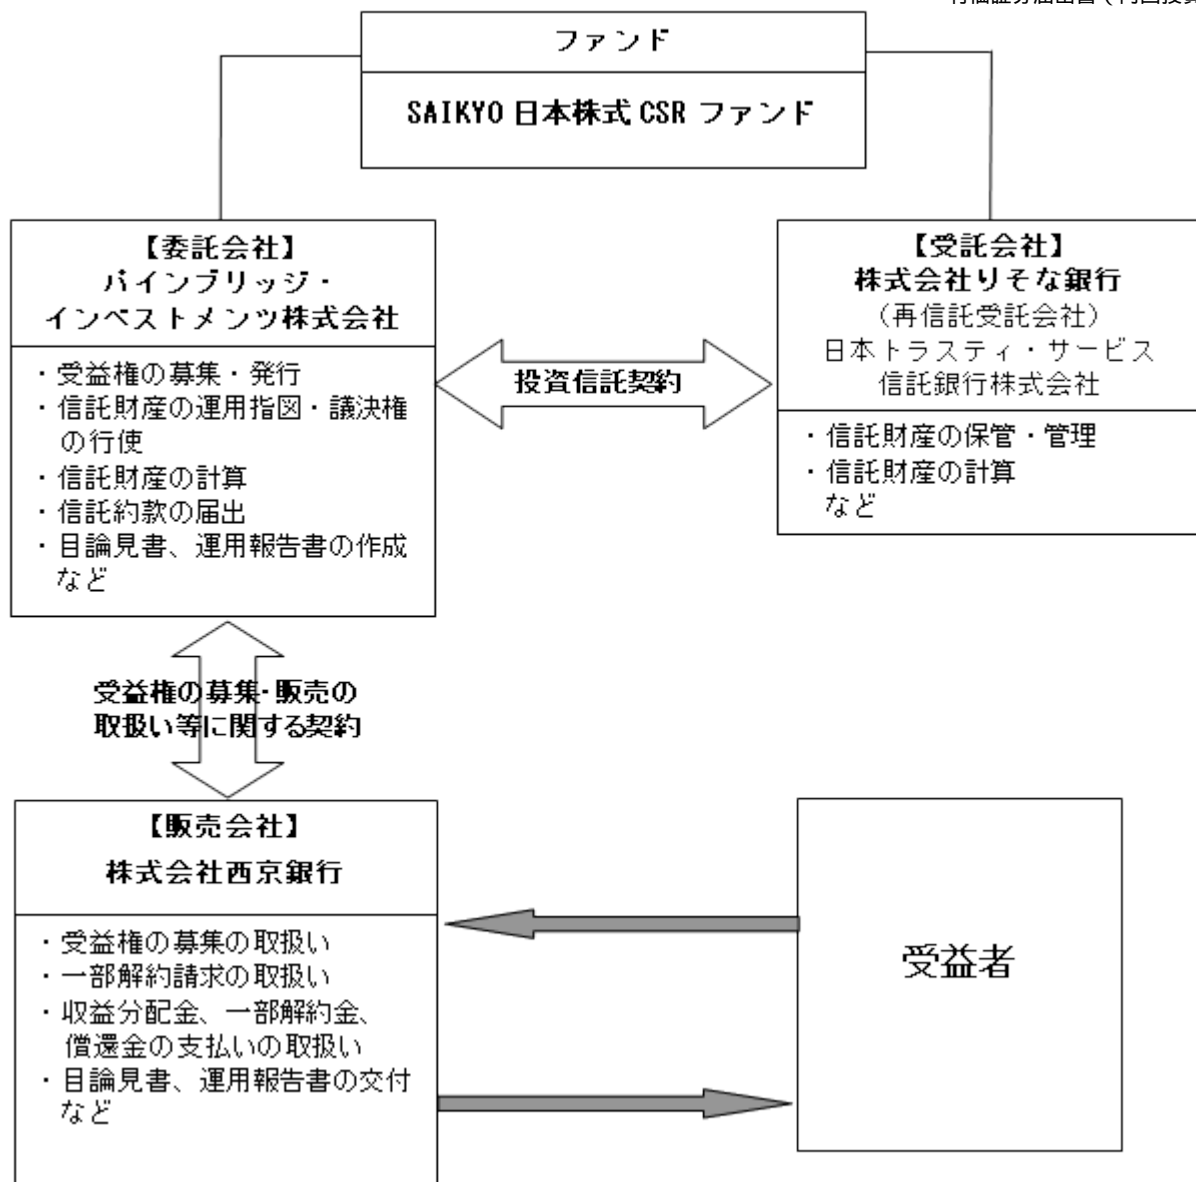 ファンド
SAIKYO 日本株式 CSR ファンド
【委託会社】
パインブリッジ・
インベストメンツ株式会社
・受益権の募集・発行
・信託財産の運用指図・議決権
の行使
・信託財産の計算
・信託約款の届出
・目論見書、運用報告書の作成
など
投資信託契約
【受託会社】
株式会社りそな銀行
(再信託受託会社)
日本トラスティ・サービス
信託銀行株式会社
・信託財産の保管・管理
・信託財産の計算
など
受益権の募集・販売の
取扱い等に関する契約
【販売会社】
株式会社西京銀行
・受益権の募集の取扱い
・一部解約請求の取扱い
・収益分配金、一部解約金、
償還金の支払いの取扱い
・目論見書、運用報告書の交付
など
受益者